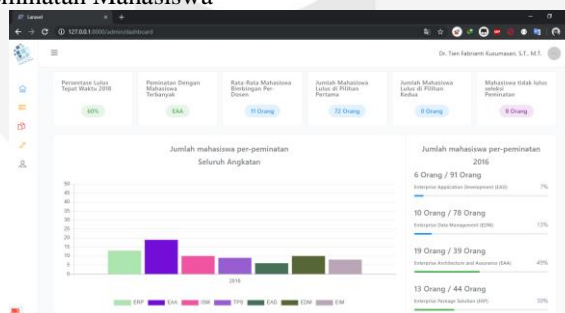 minatan Mahasiswa
Laravel
127.0.0.1:8000/admin/dashboard
Dr. Tien Fabrianti Kusumasari, S.T., M.T.
Persentase Lulus Tepat Waktu 2016
60%
Peminatan Dengan Mahasiswa Terbanyak
EAA
Rata-Rata Mahasiswa Bimbingan Per-Dosen
11 Orang
Jumlah Mahasiswa Lulus di Pilihan Pertama
72 Orang
Jumlah Mahasiswa Lulus di Pilihan Kedua
0 Orang
Mahasiswa tidak lulus seleksi Peminatan
8 Orang
Jumlah mahasiswa per-peminatan
Seluruh Angkatan
50
45
40
35
30
25
20
15
10
5
0
2016
ERP
EAA
ISM
TPB
EAD
EDM
EIM
Jumlah mahasiswa per-peminatan
2016
6 Orang / 91 Orang
Enterprise Application Development (EAD)
7%
10 Orang / 78 Orang
Enterprise Data Management (EDM)
13%
19 Orang / 39 Orang
Enterprise Architecture and Assurance (EAA)
49%
13 Orang / 44 Orang
Enterprise Package Solution (ERP)
30%